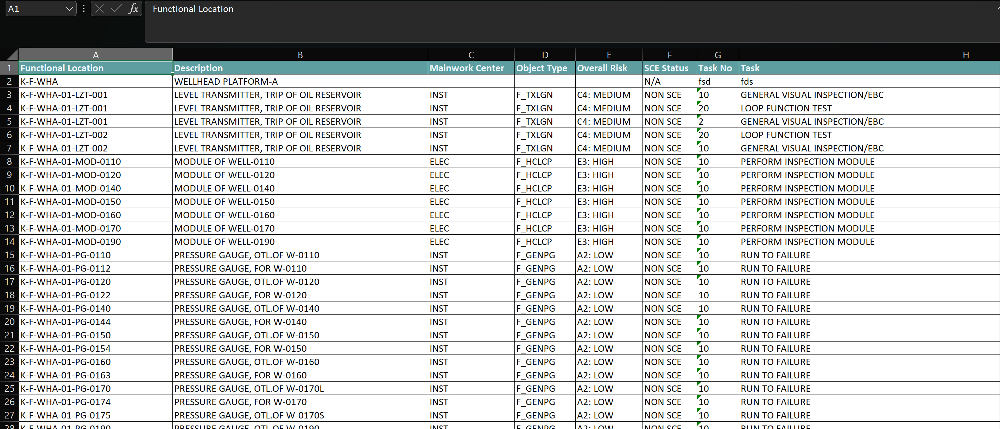 A1 fx Functional Location
A B C D E F G H
1 Functional Location Description Mainwork Center Object Type Overall Risk SCE Status Task No Task
2 K-F-WHA WELLHEAD PLATFORM-A N/A fsd fds
3 K-F-WHA-01-LZT-001 LEVEL TRANSMITTER, TRIP OF OIL RESERVOIR INST F_TXLGN C4: MEDIUM NON SCE 10 GENERAL VISUAL INSPECTION/EBC
4 K-F-WHA-01-LZT-001 LEVEL TRANSMITTER, TRIP OF OIL RESERVOIR INST F_TXLGN C4: MEDIUM NON SCE 20 LOOP FUNCTION TEST
5 K-F-WHA-01-LZT-001 LEVEL TRANSMITTER, TRIP OF OIL RESERVOIR INST F_TXLGN C4: MEDIUM NON SCE 2 GENERAL VISUAL INSPECTION/EBC
6 K-F-WHA-01-LZT-002 LEVEL TRANSMITTER, TRIP OF OIL RESERVOIR INST F_TXLGN C4: MEDIUM NON SCE 20 LOOP FUNCTION TEST
7 K-F-WHA-01-LZT-002 LEVEL TRANSMITTER, TRIP OF OIL RESERVOIR INST F_TXLGN C4: MEDIUM NON SCE 10 GENERAL VISUAL INSPECTION/EBC
8 K-F-WHA-01-MOD-0110 MODULE OF WELL-0110 ELEC F_HCLCP E3: HIGH NON SCE 10 PERFORM INSPECTION MODULE
9 K-F-WHA-01-MOD-0120 MODULE OF WELL-0120 ELEC F_HCLCP E3: HIGH NON SCE 10 PERFORM INSPECTION MODULE
10 K-F-WHA-01-MOD-0140 MODULE OF WELL-0140 ELEC F_HCLCP E3: HIGH NON SCE 10 PERFORM INSPECTION MODULE
11 K-F-WHA-01-MOD-0150 MODULE OF WELL-0150 ELEC F_HCLCP E3: HIGH NON SCE 10 PERFORM INSPECTION MODULE
12 K-F-WHA-01-MOD-0160 MODULE OF WELL-0160 ELEC F_HCLCP E3: HIGH NON SCE 10 PERFORM INSPECTION MODULE
13 K-F-WHA-01-MOD-0170 MODULE OF WELL-0170 ELEC F_HCLCP E3: HIGH NON SCE 10 PERFORM INSPECTION MODULE
14 K-F-WHA-01-MOD-0190 MODULE OF WELL-0190 ELEC F_HCLCP E3: HIGH NON SCE 10 PERFORM INSPECTION MODULE
15 K-F-WHA-01-PG-0110 PRESSURE GAUGE, OTL.OF W-0110 INST F_GENPG A2: LOW NON SCE 10 RUN TO FAILURE
16 K-F-WHA-01-PG-0112 PRESSURE GAUGE, FOR W-0110 INST F_GENPG A2: LOW NON SCE 10 RUN TO FAILURE
17 K-F-WHA-01-PG-0120 PRESSURE GAUGE, OTL.OF W-0120 INST F_GENPG A2: LOW NON SCE 10 RUN TO FAILURE
18 K-F-WHA-01-PG-0122 PRESSURE GAUGE, FOR W-0120 INST F_GENPG A2: LOW NON SCE 10 RUN TO FAILURE
19 K-F-WHA-01-PG-0140 PRESSURE GAUGE, OTL.OF W-0140 INST F_GENPG A2: LOW NON SCE 10 RUN TO FAILURE
20 K-F-WHA-01-PG-0144 PRESSURE GAUGE, FOR W-0140 INST F_GENPG A2: LOW NON SCE 10 RUN TO FAILURE
21 K-F-WHA-01-PG-0150 PRESSURE GAUGE, OTL.OF W-0150 INST F_GENPG A2: LOW NON SCE 10 RUN TO FAILURE
22 K-F-WHA-01-PG-0154 PRESSURE GAUGE, FOR W-0150 INST F_GENPG A2: LOW NON SCE 10 RUN TO FAILURE
23 K-F-WHA-01-PG-0160 PRESSURE GAUGE, OTL.OF W-0160 INST F_GENPG A2: LOW NON SCE 10 RUN TO FAILURE
24 K-F-WHA-01-PG-0163 PRESSURE GAUGE, FOR W-0160 INST F_GENPG A2: LOW NON SCE 10 RUN TO FAILURE
25 K-F-WHA-01-PG-0170 PRESSURE GAUGE, OTL.OF W-0170L INST F_GENPG A2: LOW NON SCE 10 RUN TO FAILURE
26 K-F-WHA-01-PG-0174 PRESSURE GAUGE, FOR W-0170 INST F_GENPG A2: LOW NON SCE 10 RUN TO FAILURE
27 K-F-WHA-01-PG-0175 PRESSURE GAUGE, OTL.OF W-0170S INST F_GENPG A2: LOW NON SCE 10 RUN TO FAILURE
28 K-F-WHA-01-PG-0190 PRESSURE GAUGE, OTL.OF W-0190 INST F_GENPG A2: LOW NON SCE 10 RUN TO FAILURE